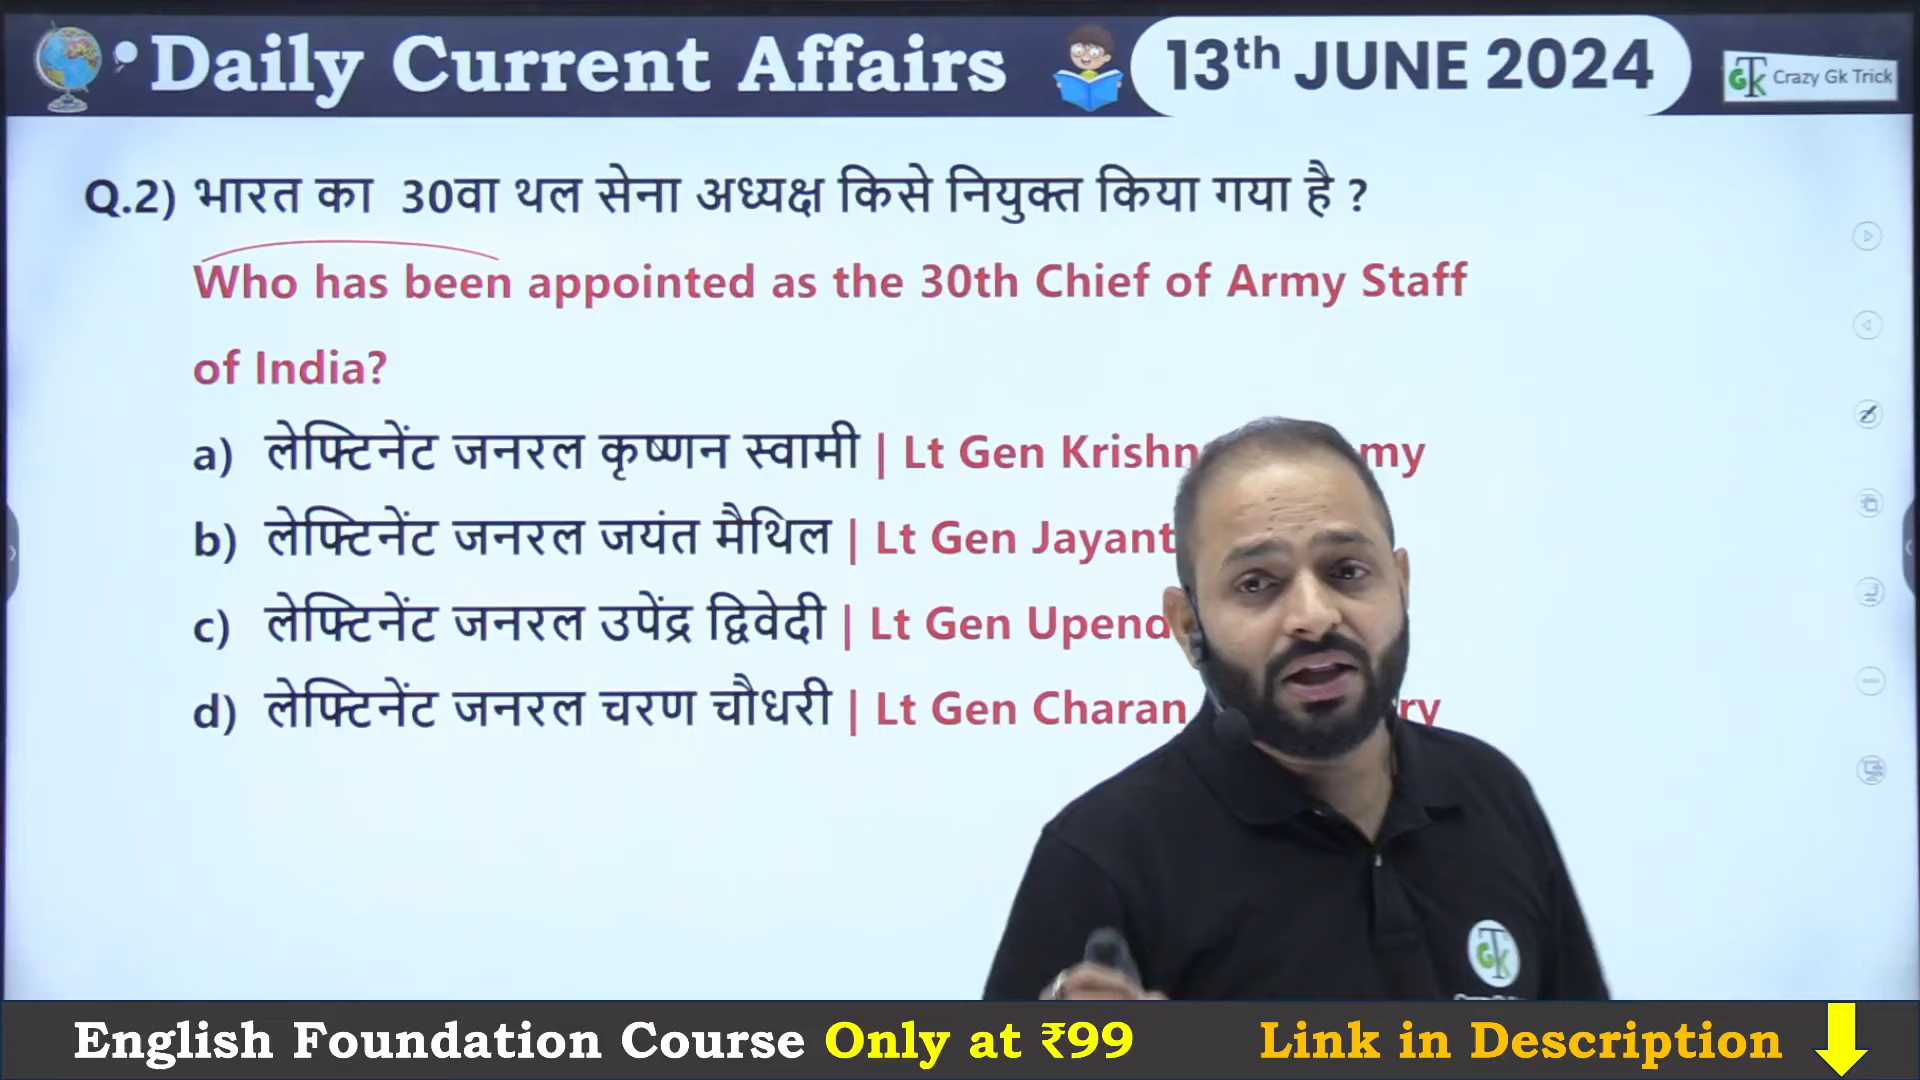 Daily Current Affairs
13th JUNE 2024
GTK Crazy Gk Trick
Q.2) भारत का 30वा थल सेना अध्यक्ष किसे नियुक्त किया गया है ?
Who has been appointed as the 30th Chief of Army Staff
of India?
a) लेफ्टिनेंट जनरल कृष्णन स्वामी | Lt Gen
b) लेफ्टिनेंट जनरल जयंत मैथिल | Lt Gen Jayant
c) लेफ्टिनेंट जनरल उपेंद्र द्विवेदी | Lt Gen
d) लेफ्टिनेंट जनरल चरण चौधरी | Lt Gen Charan
GTK
English Foundation Course Only at ₹99 Link in Description